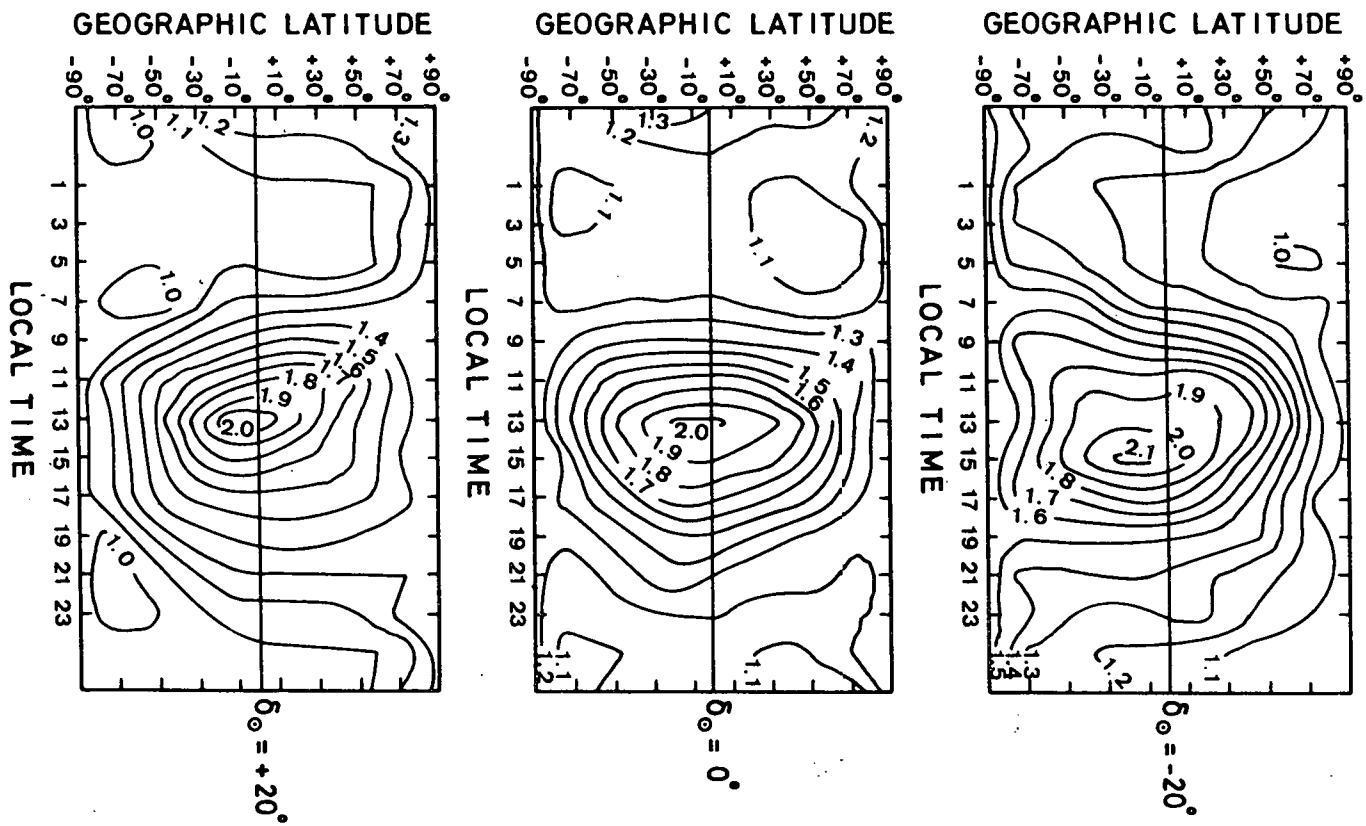 GEOGRAPHIC LATITUDE
-90° -70° -50° -30° -10° +10° +30° +50° +70° +90°
1.0 1.1 1.2 1.3
1.0
1.4
1.5
1.6
1.7
1.8
1.9
2.0
1.0
1 3 5 7 9 11 13 15 17 19 21 23
LOCAL TIME
δ⊙ = +20°
GEOGRAPHIC LATITUDE
-90° -70° -50° -30° -10° +10° +30° +50° +70° +90°
1.3
1.2
1.2
1.1
1.1
1.3
1.4
1.5
1.6
2.0
1.9
1.8
1.7
1.2
1.1
1.1
1 3 5 7 9 11 13 15 17 19 21 23
LOCAL TIME
δ⊙ = 0°
GEOGRAPHIC LATITUDE
-90° -70° -50° -30° -10° +10° +30° +50° +70° +90°
1.0
1.9
2.0
2.1
1.8
1.7
1.6
1.5
1.4
1.3
1.2
1.1
1 3 5 7 9 11 13 15 17 19 21 23
LOCAL TIME
δ⊙ = -20°